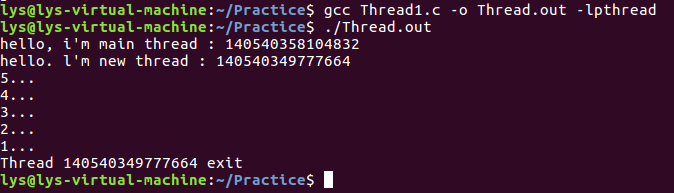 lys@lys-virtual-machine:~/Practice$ gcc Thread1.c -o Thread.out -lpthread
lys@lys-virtual-machine:~/Practice$ ./Thread.out
hello, i'm main thread : 140540358104832
hello. l'm new thread : 140540349777664
5...
4...
3...
2...
1...
Thread 140540349777664 exit
lys@lys-virtual-machine:~/Practice$